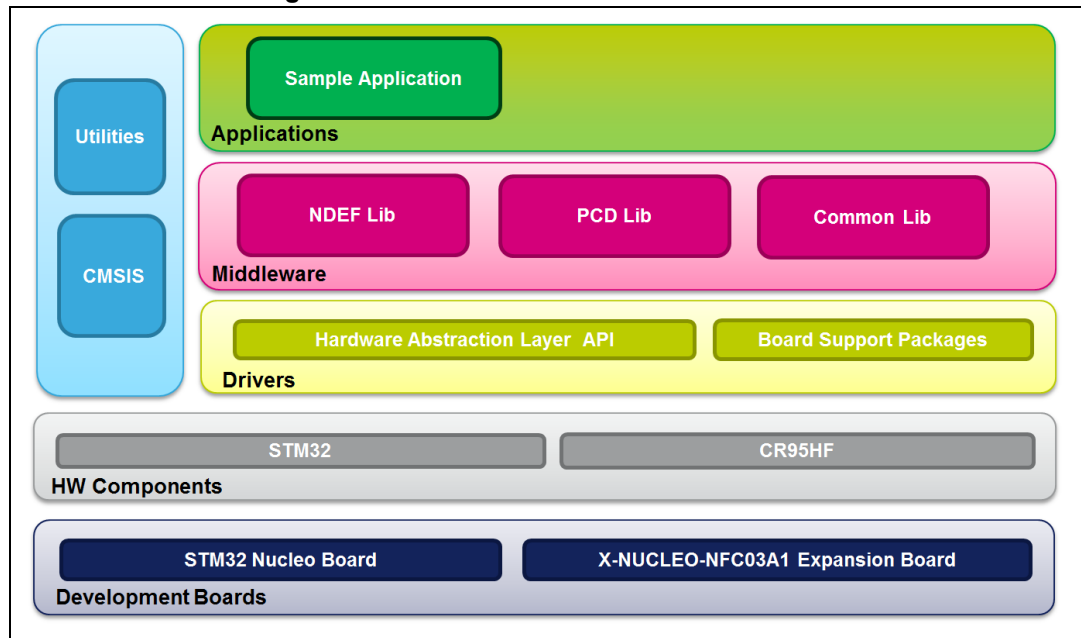 Utilities
CMSIS
Sample Application
Applications
NDEF Lib
PCD Lib
Common Lib
Middleware
Hardware Abstraction Layer API
Board Support Packages
Drivers
STM32
CR95HF
HW Components
STM32 Nucleo Board
X-NUCLEO-NFC03A1 Expansion Board
Development Boards